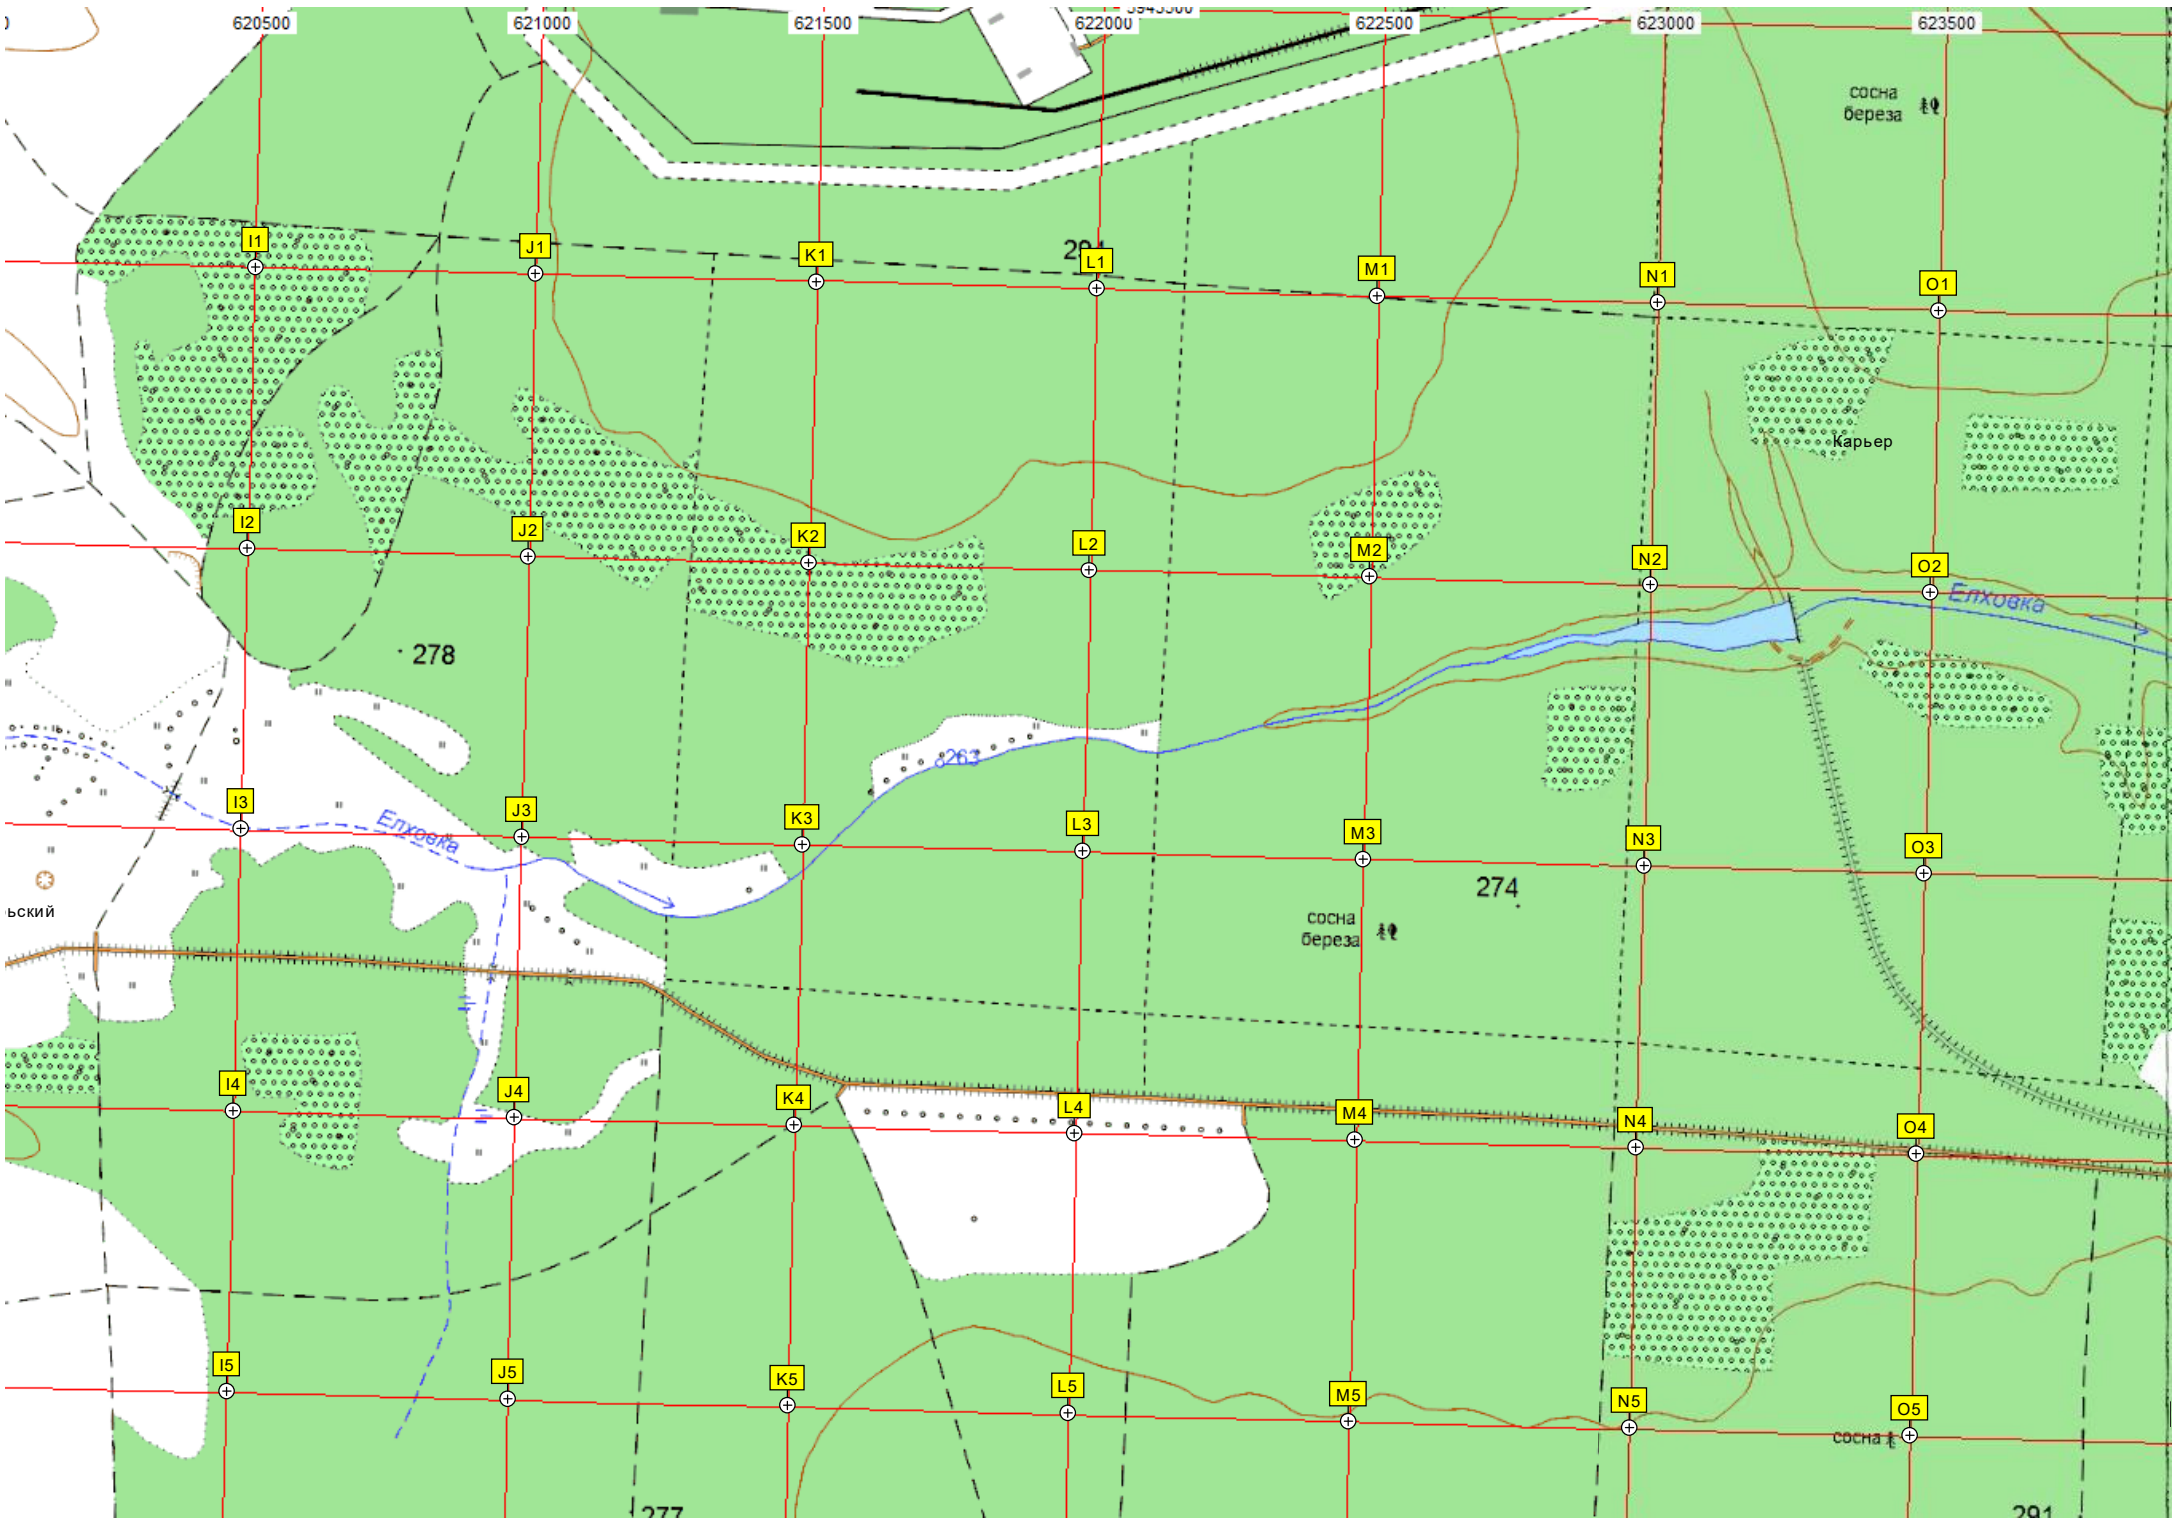 620500 621000 621500 622000 622500 623000 623500
сосна
береза
I1 J1 K1 L1 M1 N1 O1
Карьер
I2 J2 K2 L2 M2 N2 O2
Елховка
278
263
I3 J3 K3 L3 M3 N3 O3
Елховка
274
ьский
сосна
береза
I4 J4 K4 L4 M4 N4 O4
I5 J5 K5 L5 M5 N5 O5
сосна
277
291